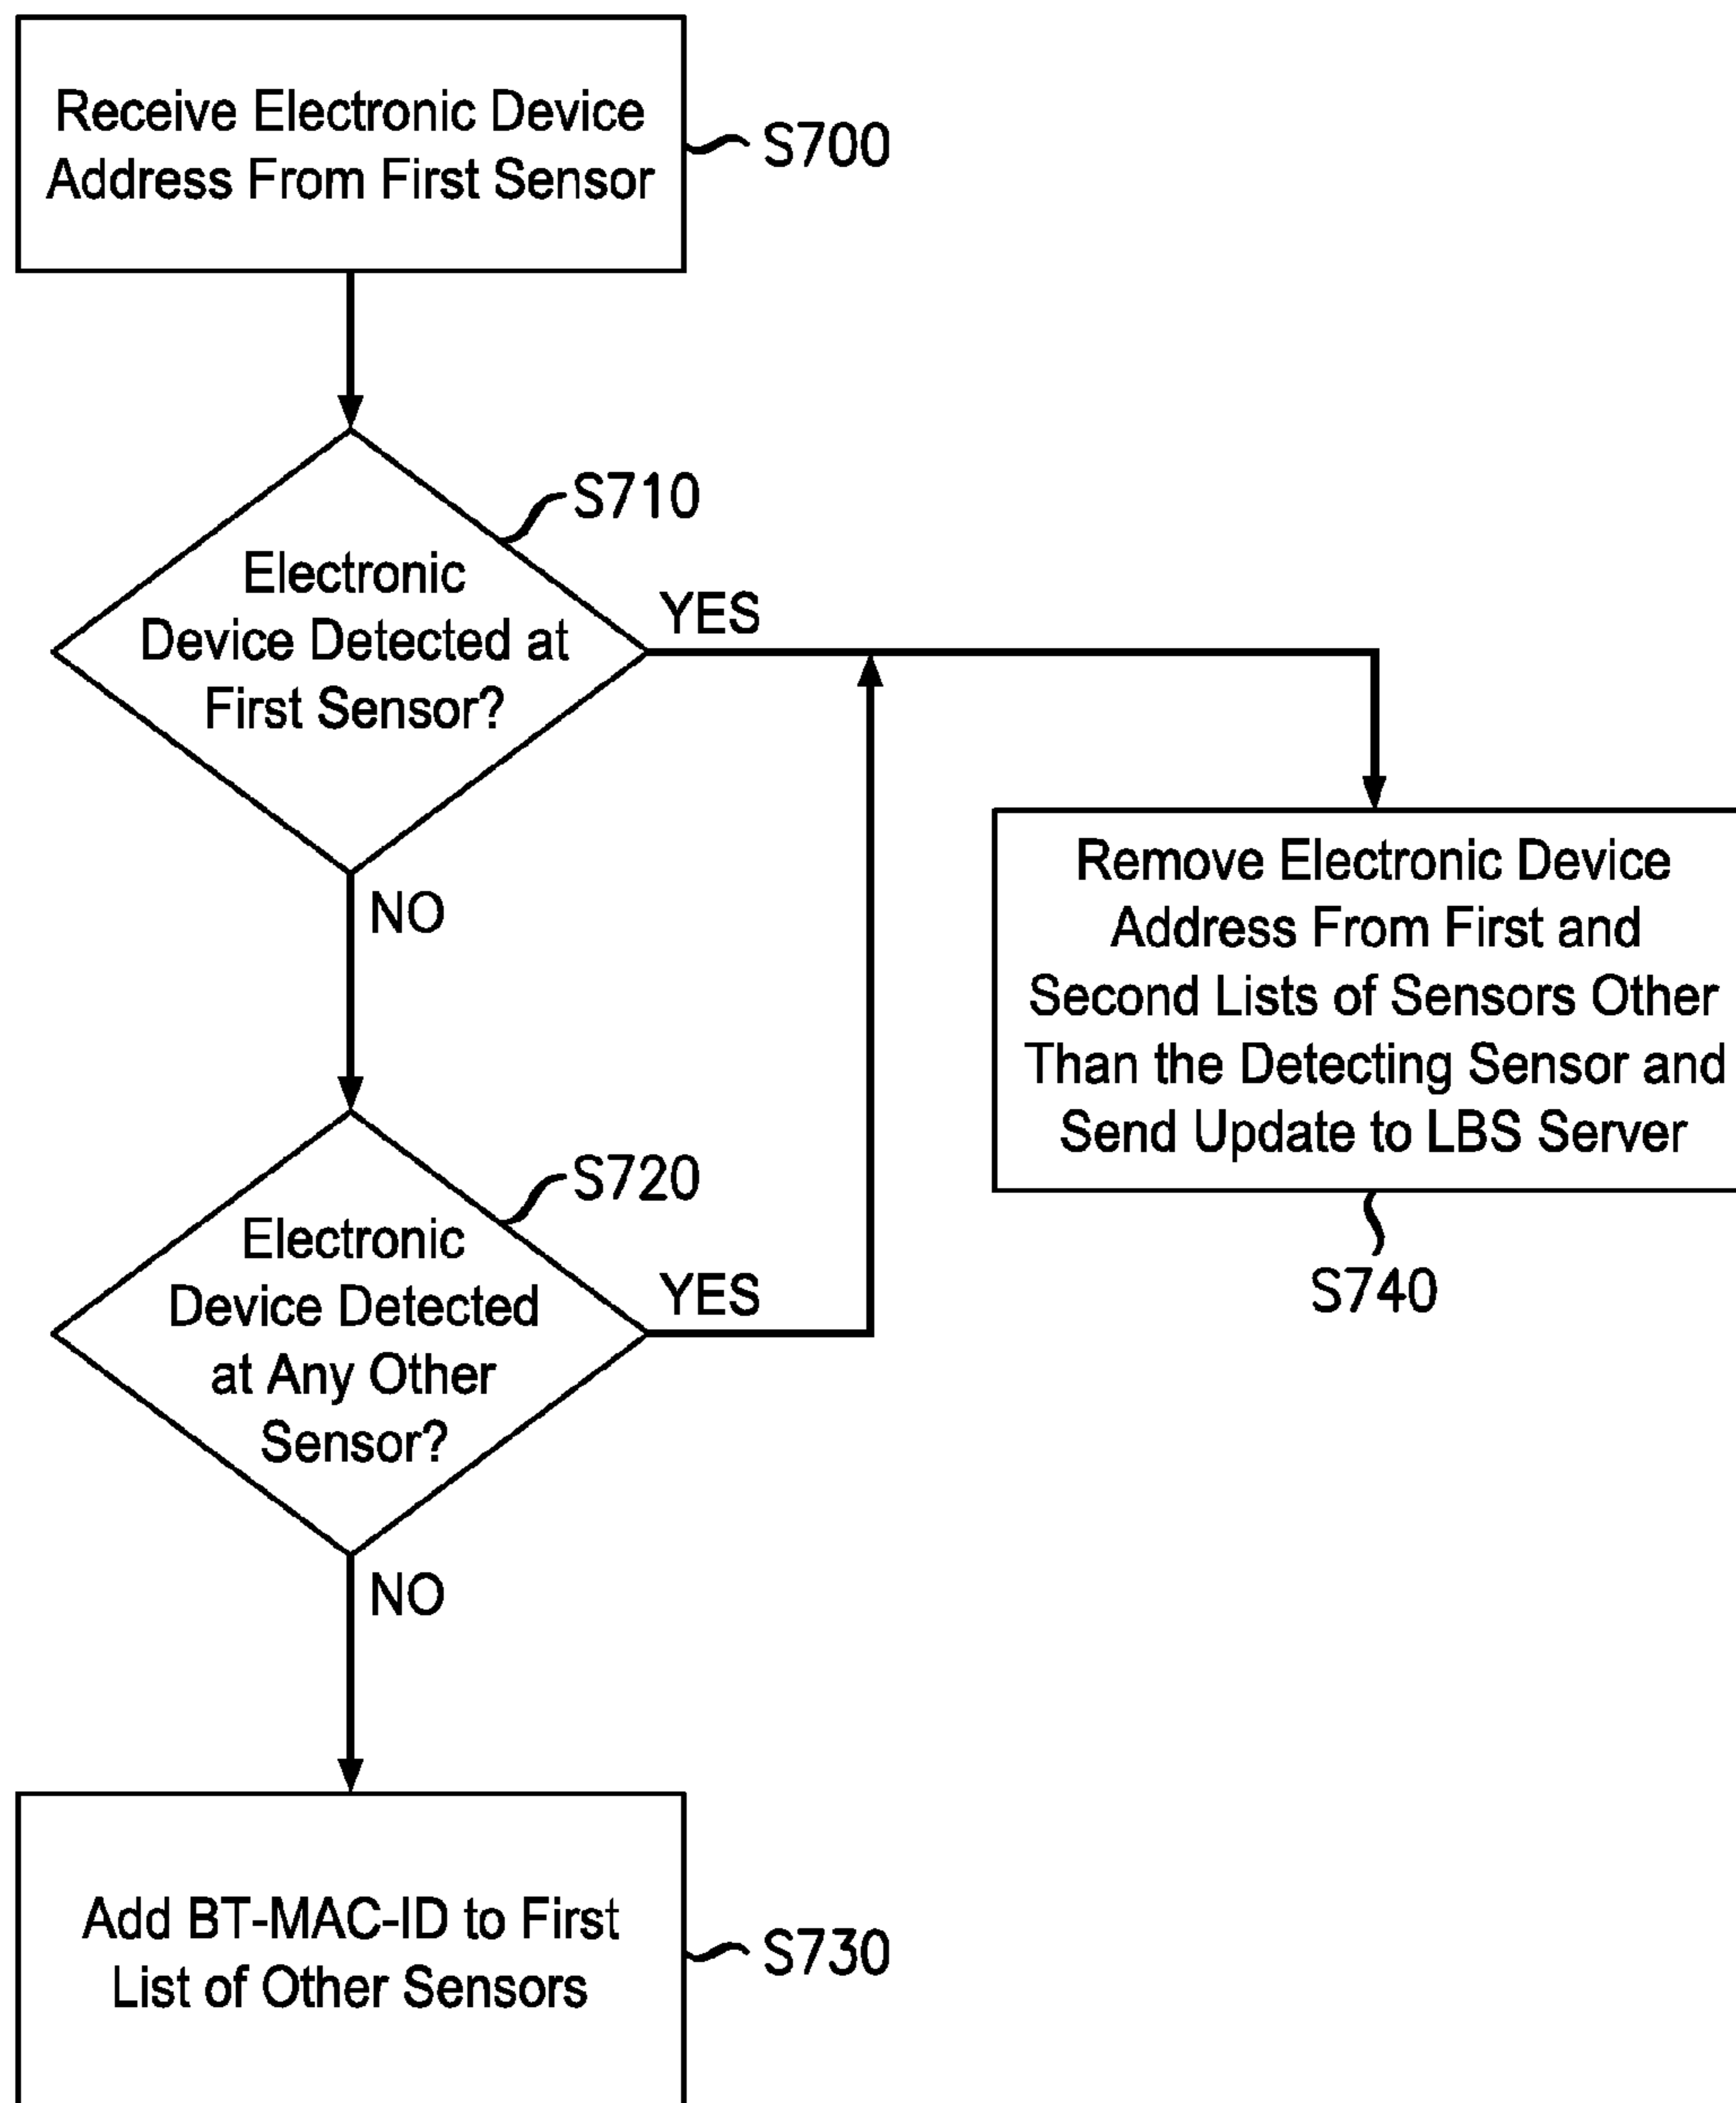 Receive Electronic Device
Address From First Sensor
S700
S710
Electronic
Device Detected at
First Sensor?
YES
NO
Remove Electronic Device
Address From First and
Second Lists of Sensors Other
Than the Detecting Sensor and
Send Update to LBS Server
S740
S720
Electronic
Device Detected
at Any Other
Sensor?
YES
NO
Add BT-MAC-ID to First
List of Other Sensors
S730